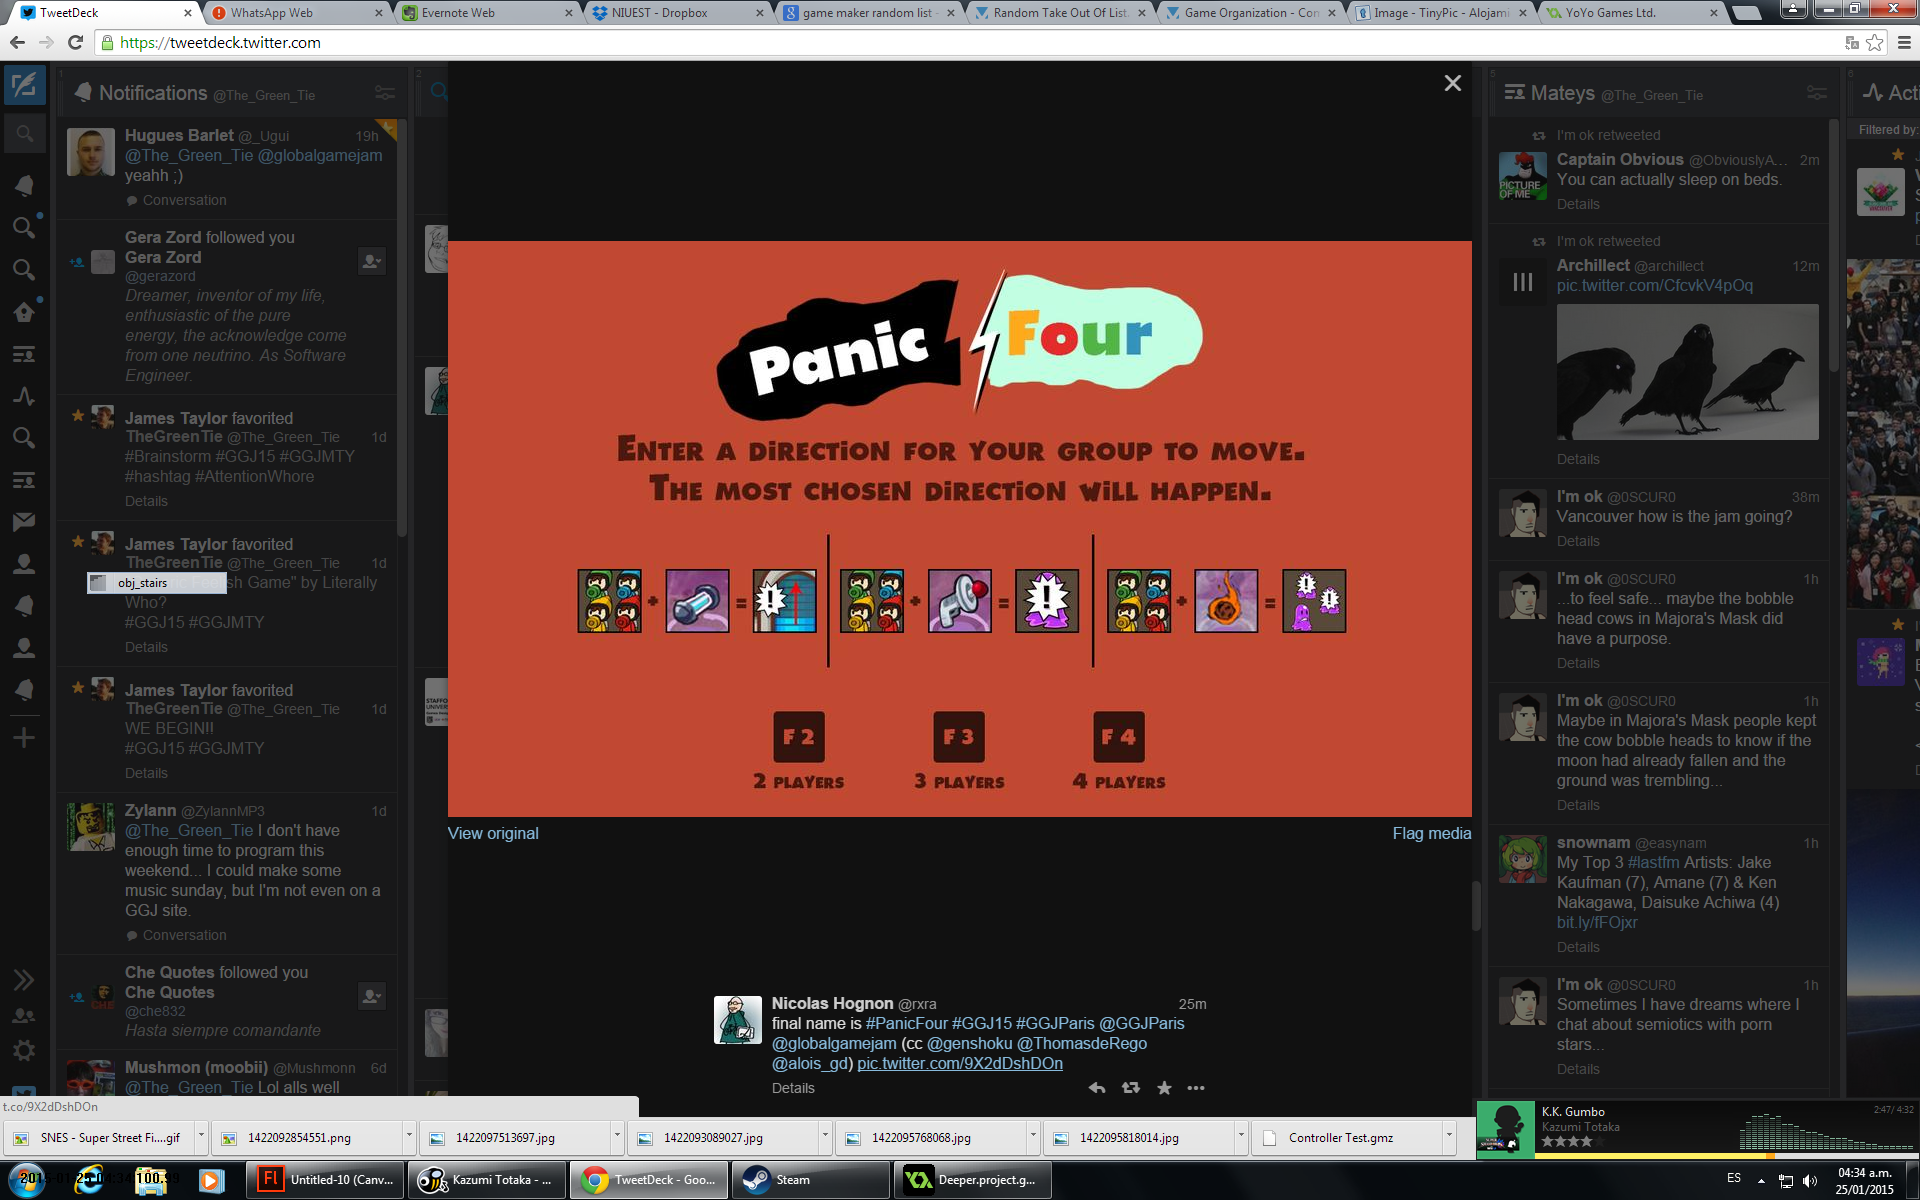 TweetDeck
WhatsApp Web
Evernote Web
NIUEST - Dropbox
game maker random list -
Random Take Out Of List.
Game Organization - Con
Image - TinyPic - Alojami
YoYo Games Ltd.
https://tweetdeck.twitter.com
1
Notifications @The_Green_Tie
Hugues Barlet @_Ugui 19h
@The_Green_Tie @globalgamejam
yeahh ;)
Conversation
Gera Zord followed you
Gera Zord
@gerazord
Dreamer, inventor of my life,
enthusiastic of the pure
energy, the acknowledge come
from one neutrino. As Software
Engineer.
James Taylor favorited
TheGreenTie @The_Green_Tie 1d
#Brainstorm #GGJ15 #GGJMTY
#hashtag #AttentionWhore
Details
James Taylor favorited
TheGreenTie @The_Green_Tie 1d
obj_stairs
Game" by Literally
Who?
#GGJ15 #GGJMTY
Details
James Taylor favorited
TheGreenTie @The_Green_Tie 1d
WE BEGIN!!
#GGJ15 #GGJMTY
Details
Zylann @ZylannMP3 1d
@The_Green_Tie I don't have
enough time to program this
weekend... I could make some
music sunday, but I'm not even on a
GGJ site.
Conversation
Che Quotes followed you
Che Quotes
@che832
Hasta siempre comandante
Mushmon (moobii) @Mushmonn 6d
@The_Green_Tie Lol alls well
2
Panic Four
Enter a direction for your group to move.
The most chosen direction will happen.
+ = + = + =
F 2 F 3 F 4
2 players 3 players 4 players
View original Flag media
Nicolas Hognon @rxra 25m
final name is #PanicFour #GGJ15 #GGJParis @GGJParis
@globalgamejam (cc @genshoku @ThomasdeRego
@alois_gd) pic.twitter.com/9X2dDshDOn
Details
5
Mateys @The_Green_Tie
I'm ok retweeted
Captain Obvious @ObviouslyA... 2m
You can actually sleep on beds.
Details
PICTURE OF ME
I'm ok retweeted
Archillect @archillect 12m
pic.twitter.com/CfcvkV4pOq
Details
I'm ok @0SCUR0 38m
Vancouver how is the jam going?
Details
I'm ok @0SCUR0 1h
...to feel safe... maybe the bobble
head cows in Majora's Mask did
have a purpose.
Details
I'm ok @0SCUR0 1h
Maybe in Majora's Mask people kept
the cow bobble heads to know if the
moon had already fallen and the
ground was trembling...
Details
snownam @easynam 1h
My Top 3 #lastfm Artists: Jake
Kaufman (7), Amane (7) & Ken
Nakagawa, Daisuke Achiwa (4)
bit.ly/fFOjxr
Details
I'm ok @0SCUR0 1h
Sometimes I have dreams where I
chat about semiotics with porn
stars...
Details
6
Acti
Filtered by:
t.co/9X2dDshDOn
SNES - Super Street Fi....gif
1422092854551.png
1422097513697.jpg
1422093089027.jpg
1422095768068.jpg
1422095818014.jpg
Controller Test.gmz
K.K. Gumbo 2:47/ 4:32
Kazumi Totaka
Untitled-10 (Canv...
Kazumi Totaka - ...
TweetDeck - Goo...
Steam
Deeper.project.g...
ES
04:34 a.m.
25/01/2015